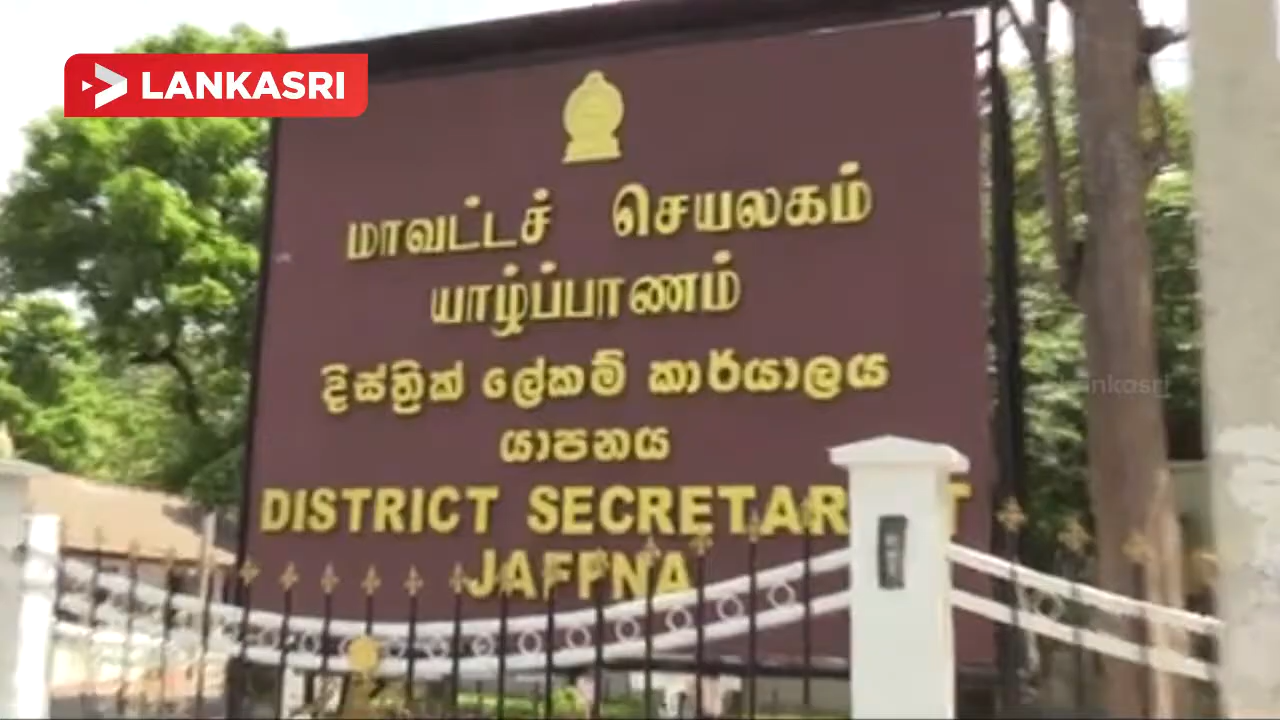 LANKASRI
மாவட்டச் செயலகம்
யாழ்ப்பாணம்
දිස්ත්‍රික් ලේකම් කාර්යාලය
යාපනය
DISTRICT SECRETARIAT
JAFFNA